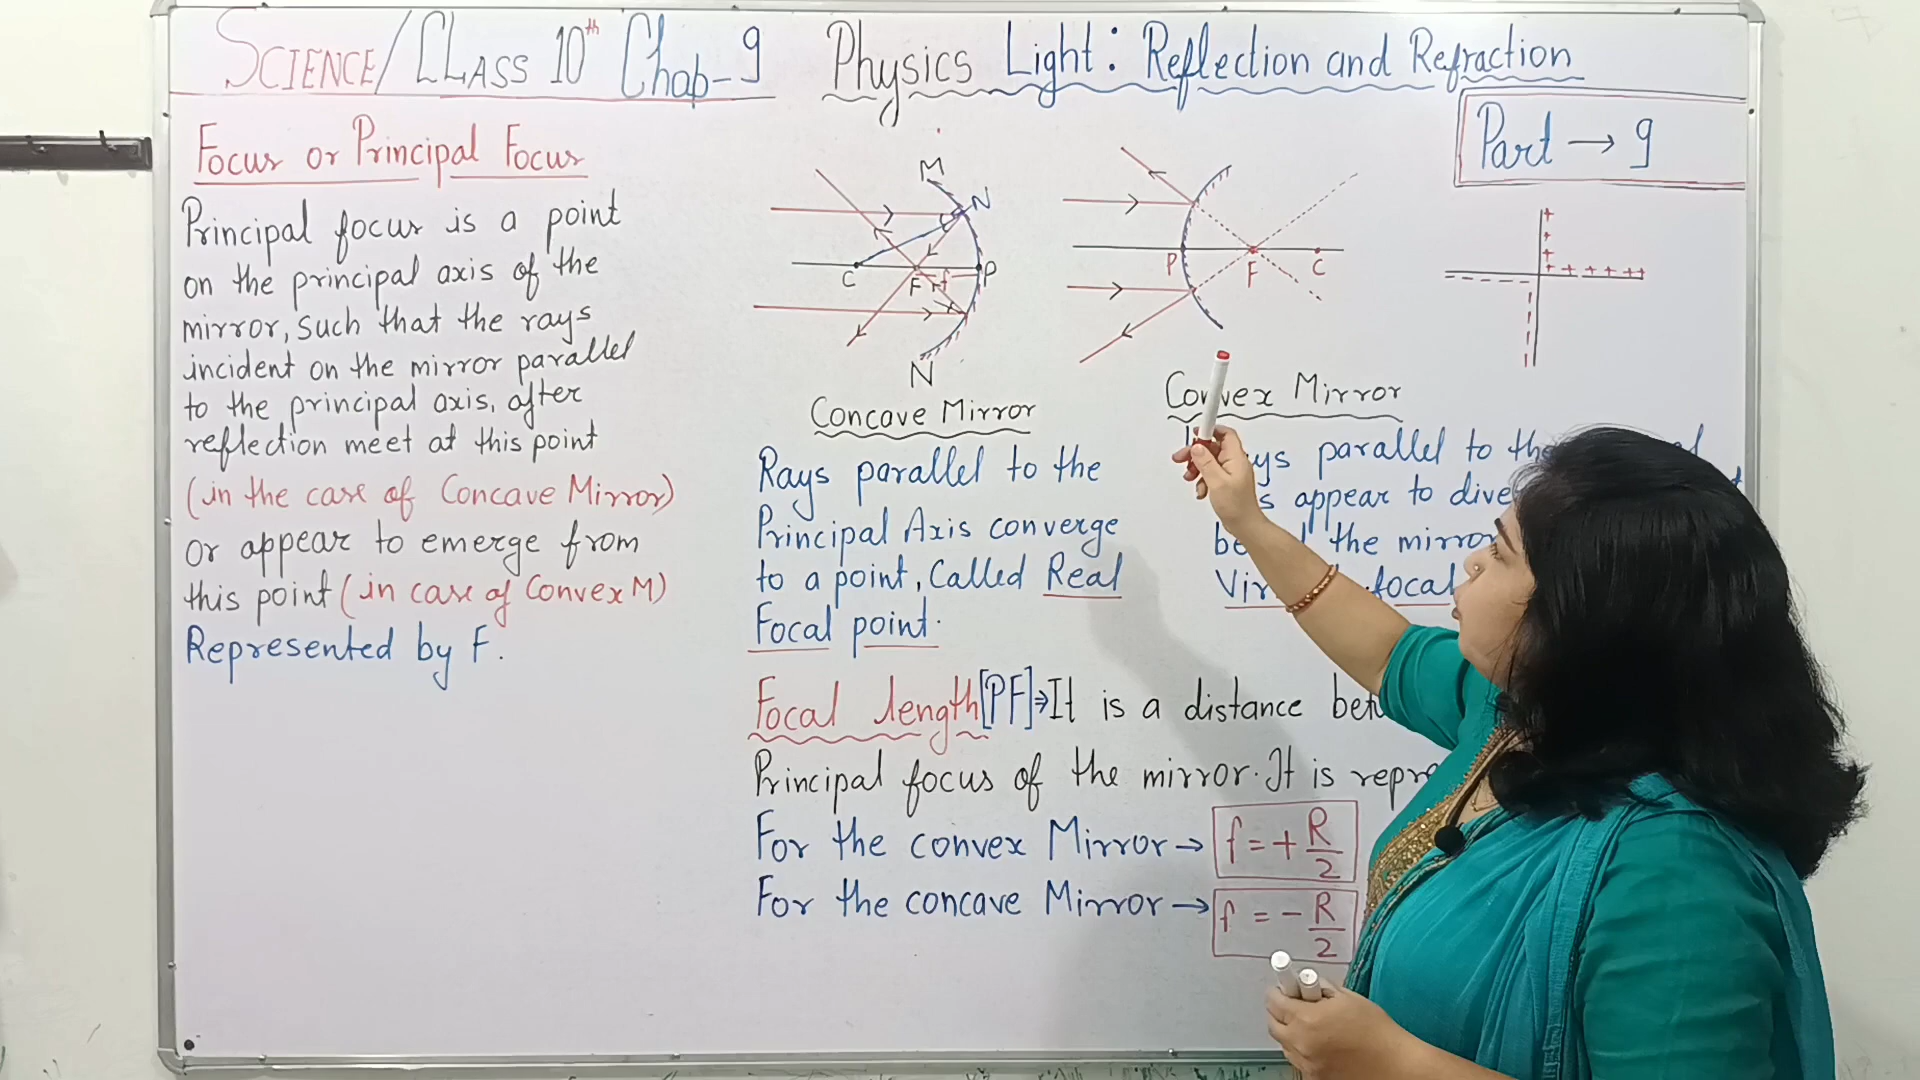 SCIENCE/CLASS 10th Chap-9 Physics Light: Reflection and Refraction
Part → 9
Focus or Principal Focus
Principal focus is a point
on the principal axis of the
mirror, such that the rays
incident on the mirror parallel
to the principal axis, after
reflection meet at this point
(in the case of Concave Mirror)
or appear to emerge from
this point (in case of Convex M)
Represented by F.
M
N
C
F
f
P
N
Concave Mirror
Rays parallel to the
Principal Axis converge
to a point, Called Real
Focal point.
P
F
C
Convex Mirror
parallel to the
appear to
the mirror
focal
Focal length [PF] ⇒ It is a distance
Principal focus of the mirror. It is
For the convex Mirror → f = + R/2
For the concave Mirror → f = - R/2